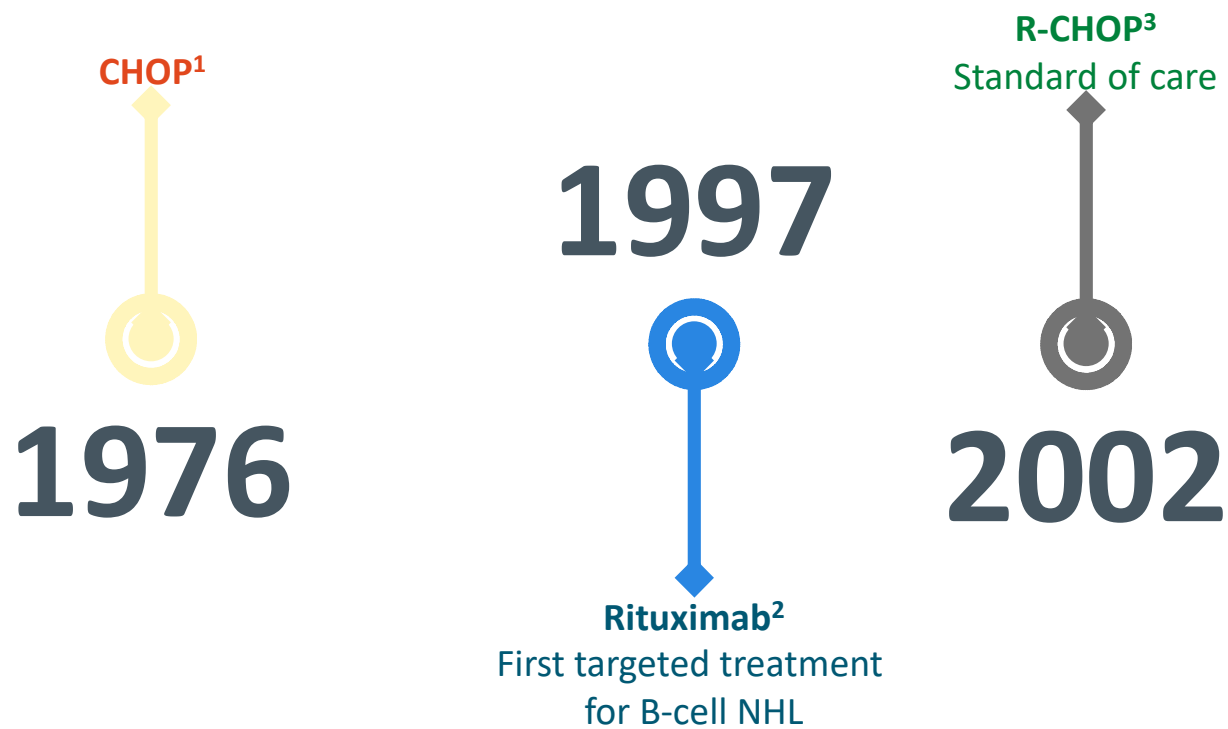 CHOP¹
1976
1997
Rituximab²
First targeted treatment
for B-cell NHL
R-CHOP³
Standard of care
2002